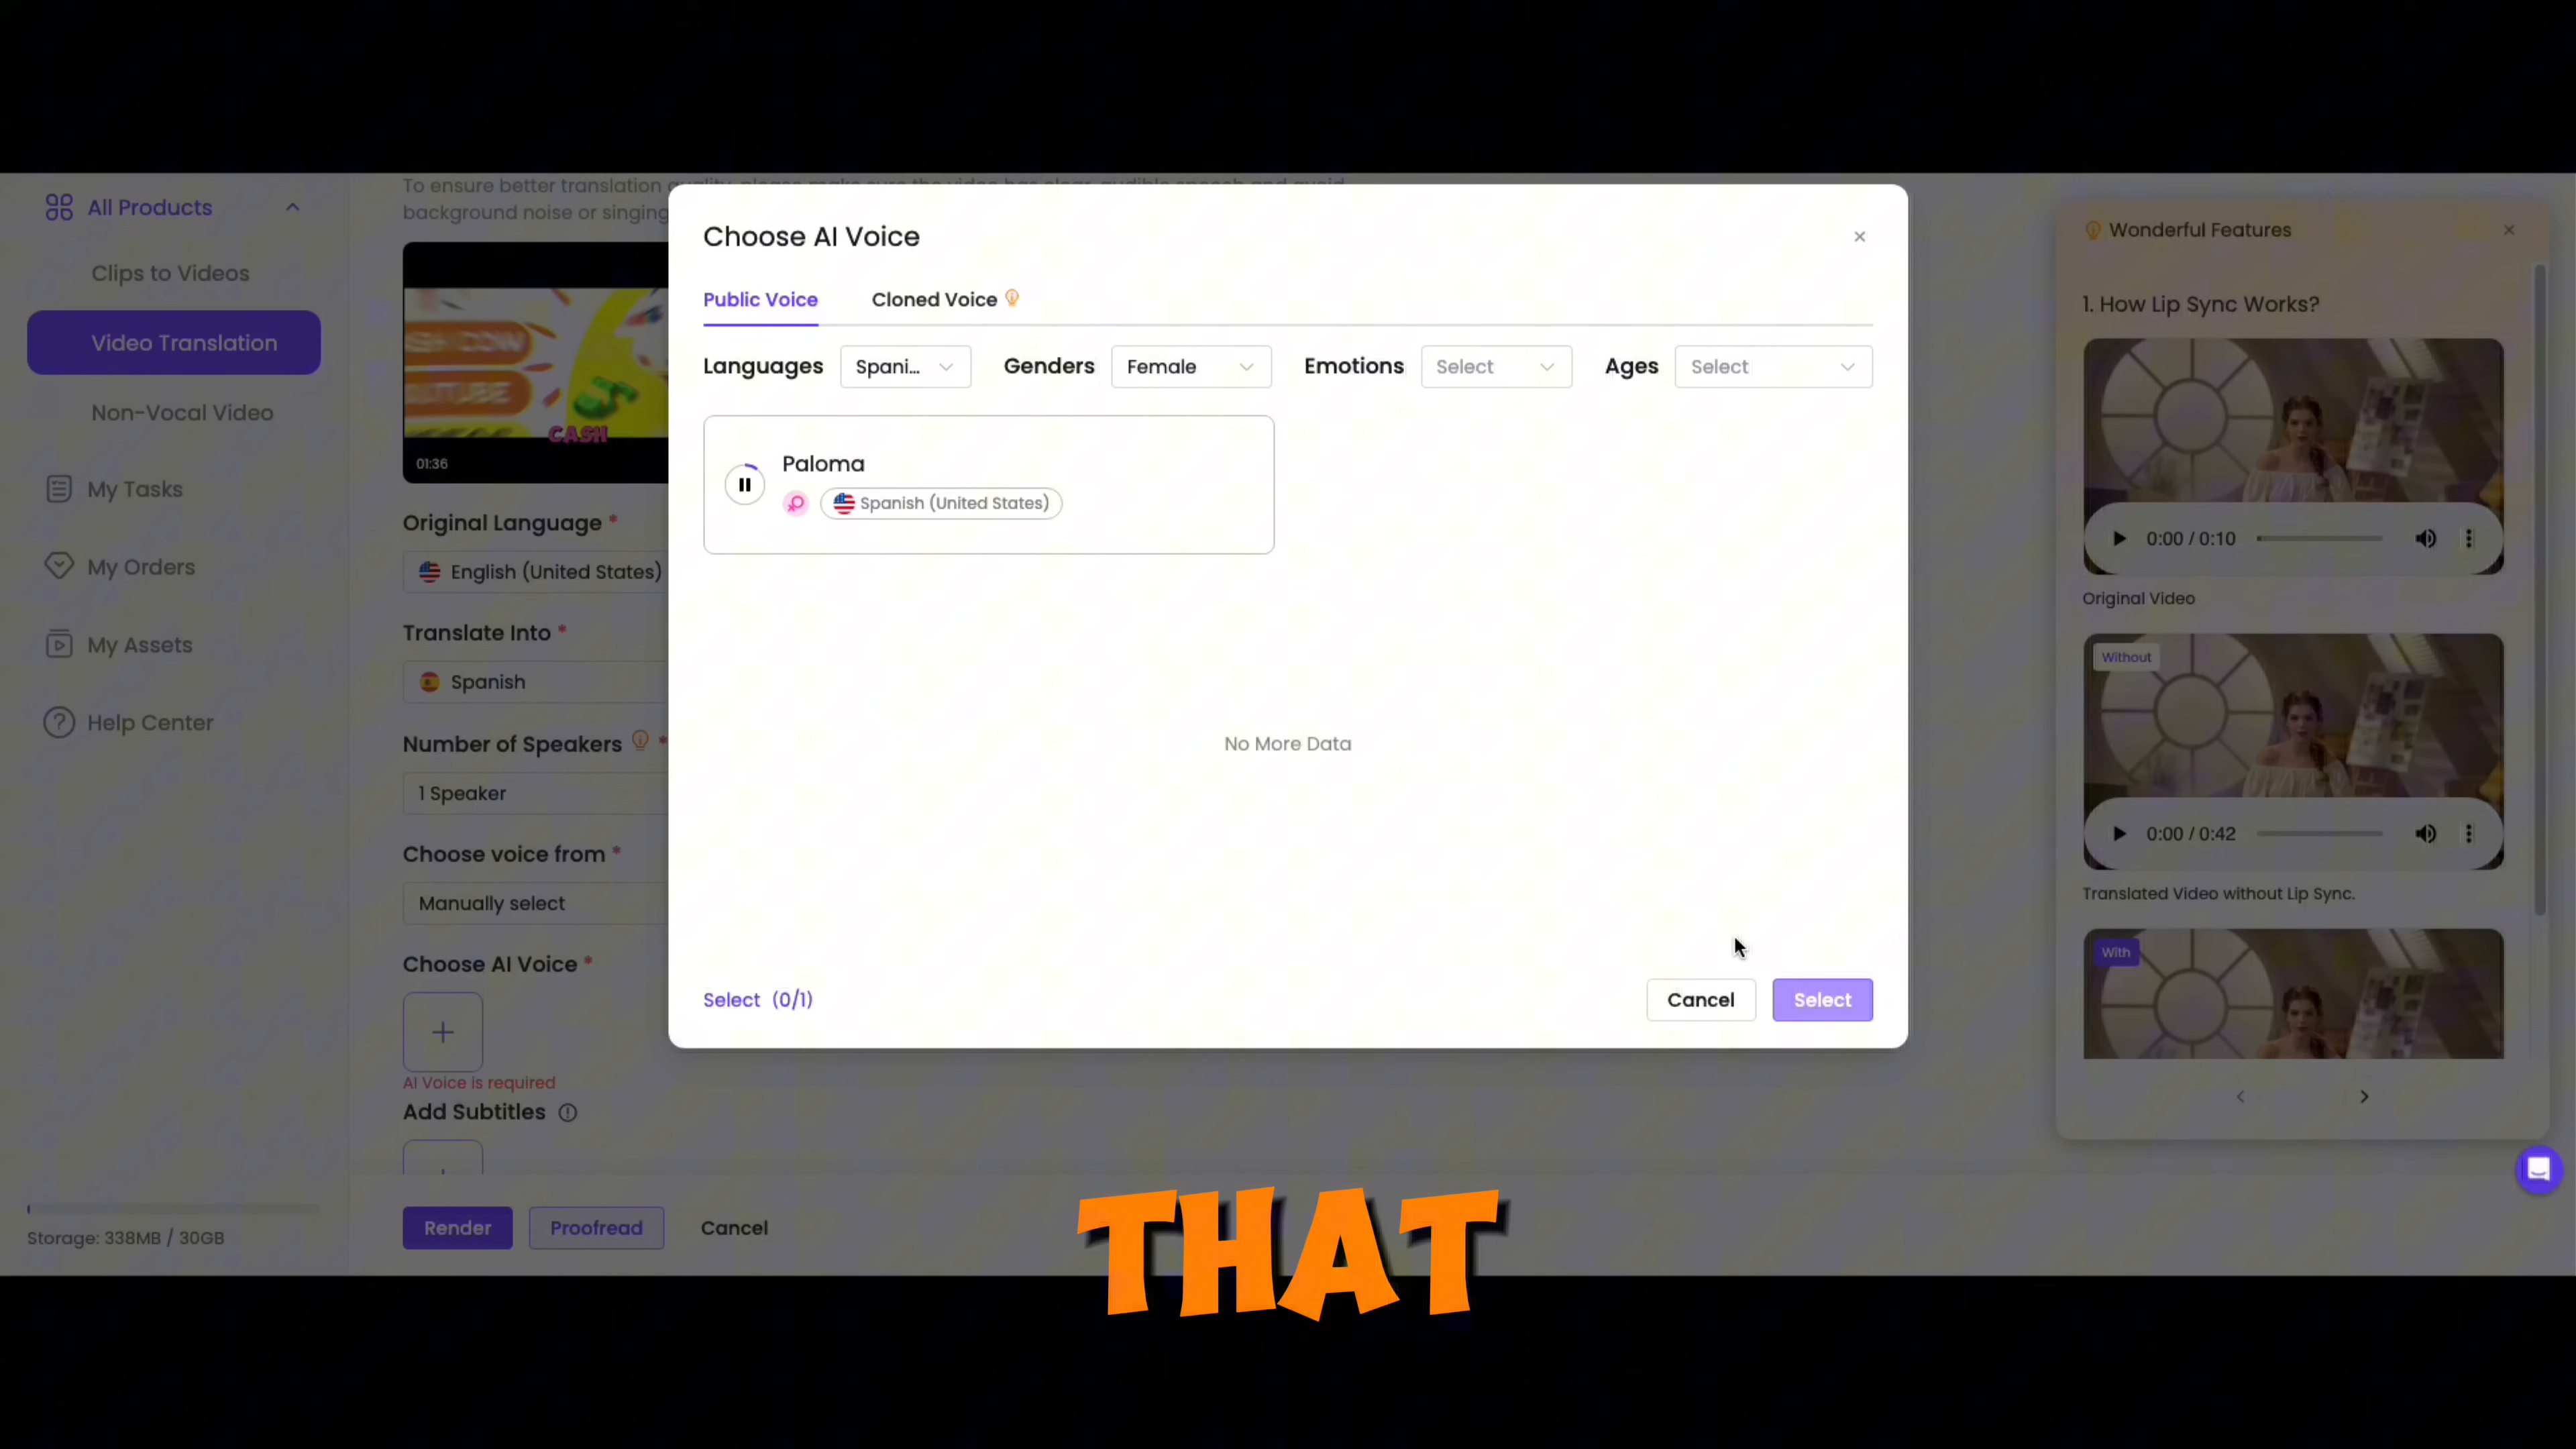 All Products
Clips to Videos
Video Translation
Non-Vocal Video
My Tasks
My Orders
My Assets
Help Center
Storage: 338MB / 30GB
background noise or singing
CASH
01:36
Original Language *
English (United States)
Translate Into *
Spanish
Number of Speakers *
1 Speaker
Choose voice from *
Manually select
Choose AI Voice *
AI Voice is required
Add Subtitles
Render
Proofread
Cancel
Choose AI Voice
Public Voice
Cloned Voice
Languages Spani...
Genders Female
Emotions Select
Ages Select
Paloma
Spanish (United States)
No More Data
Select (0/1)
Cancel
Select
Wonderful Features
1. How Lip Sync Works?
0:00 / 0:10
Original Video
Without
0:00 / 0:42
Translated Video without Lip Sync.
With
THAT